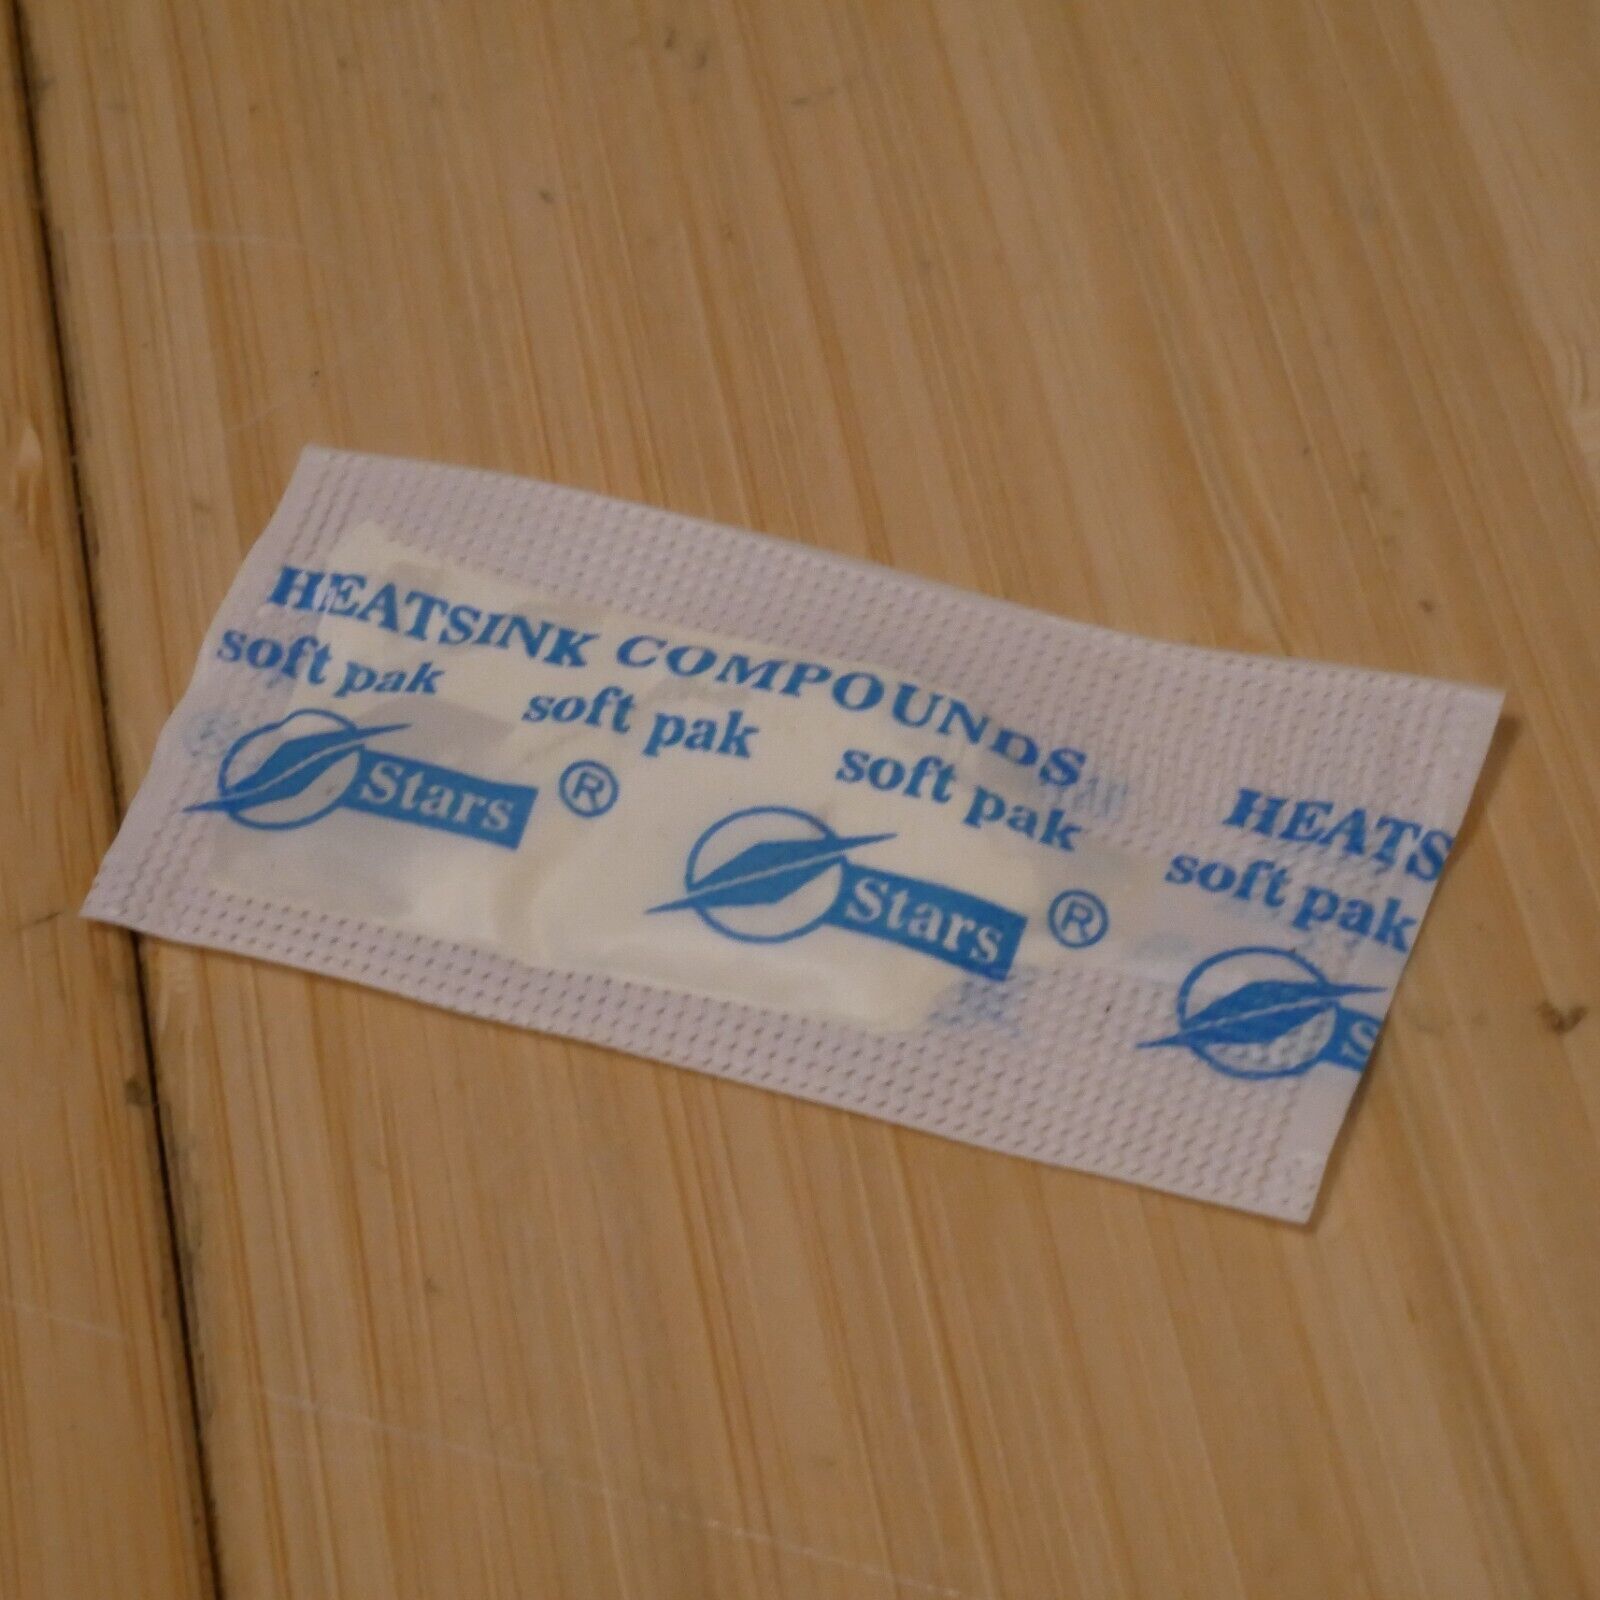 HEATSINK COMPOUNDS HEATS
soft pak soft pak soft pak soft pak
Stars ® Stars ® S